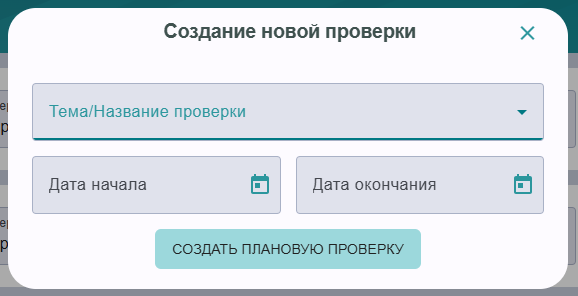 Создание новой проверки
Тема/Название проверки
Дата начала
Дата окончания
СОЗДАТЬ ПЛАНОВУЮ ПРОВЕРКУ